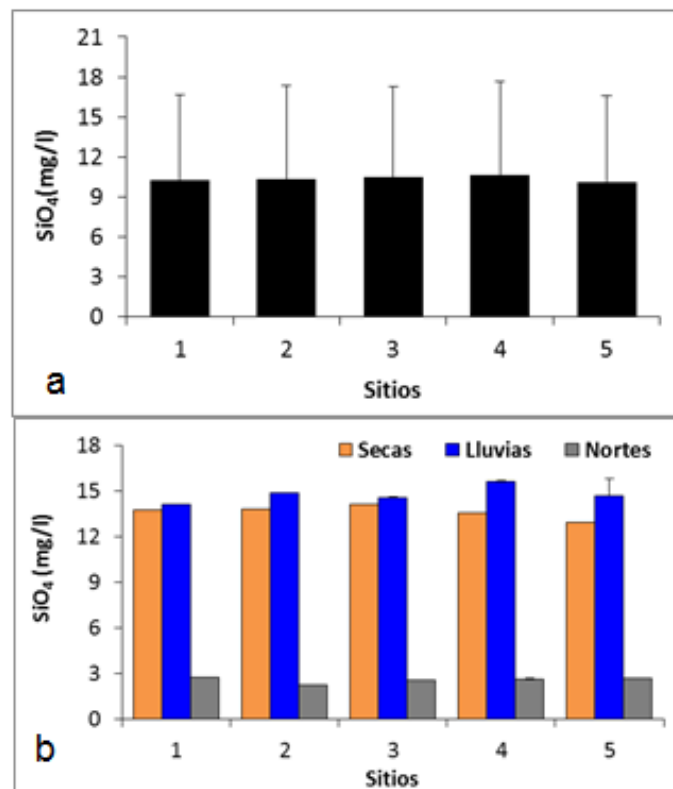 21
18
15
12
9
6
3
0
SiO₄(mg/l)
1 2 3 4 5
Sitios
a
Secas Lluvias Nortes
18
15
12
9
6
3
0
SiO₄ (mg/l)
1 2 3 4 5
Sitios
b